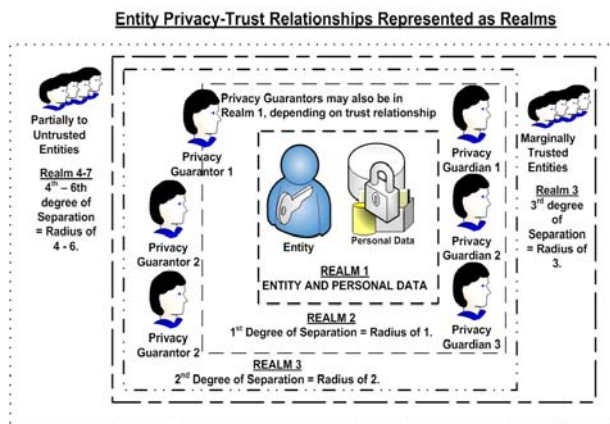 Entity Privacy-Trust Relationships Represented as Realms
Partially to
Untrusted
Entities
Realm 4-7
4th – 6th
degree of
Separation
= Radius of
4 - 6.
Privacy Guarantors may also be in
Realm 1, depending on trust relationship
Privacy
Guarantor 1
Privacy
Guarantor 2
Privacy
Guarantor 2
Entity
Personal Data
REALM 1
ENTITY AND PERSONAL DATA
REALM 2
1st Degree of Separation = Radius of 1.
REALM 3
2nd Degree of Separation = Radius of 2.
Privacy
Guardian 1
Privacy
Guardian 2
Privacy
Guardian 3
Marginally
Trusted
Entities
Realm 3
3rd degree
of
Separation
= Radius of
3.